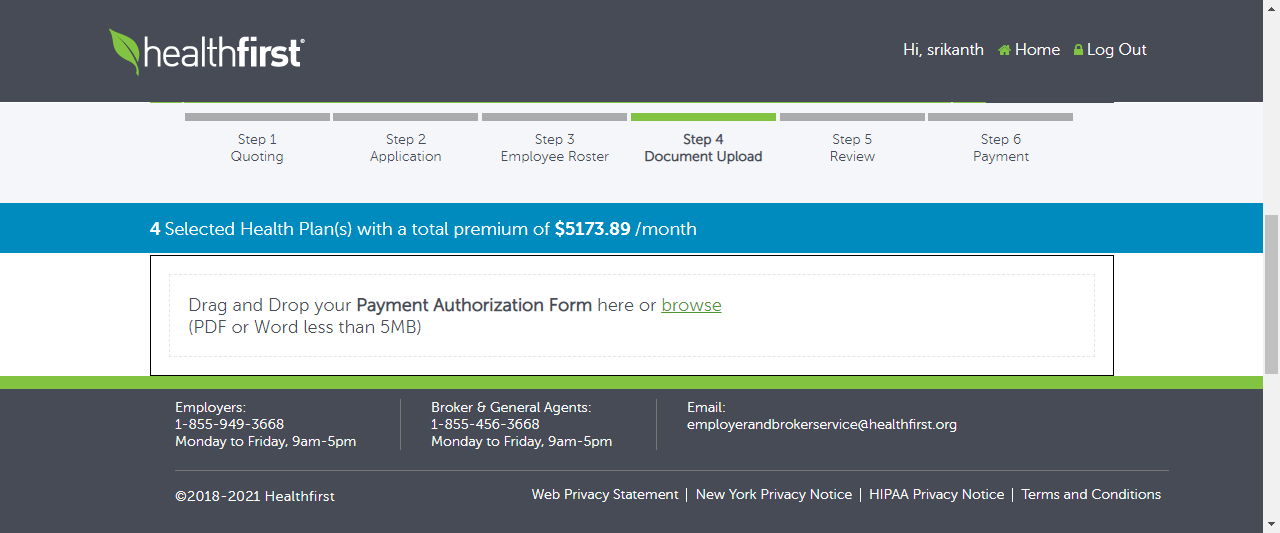 healthfirst®
Hi, srikanth Home Log Out
Step 1
Quoting
Step 2
Application
Step 3
Employee Roster
Step 4
Document Upload
Step 5
Review
Step 6
Payment
4 Selected Health Plan(s) with a total premium of $5173.89 /month
Drag and Drop your Payment Authorization Form here or browse
(PDF or Word less than 5MB)
Employers:
1-855-949-3668
Monday to Friday, 9am-5pm
Broker & General Agents:
1-855-456-3668
Monday to Friday, 9am-5pm
Email:
employerandbrokerservice@healthfirst.org
©2018-2021 Healthfirst
Web Privacy Statement | New York Privacy Notice | HIPAA Privacy Notice | Terms and Conditions